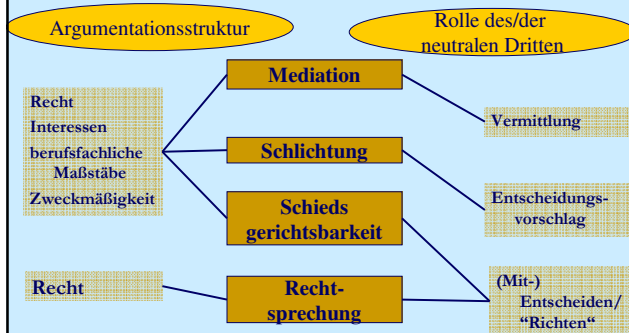 Argumentationsstruktur
Rolle des/der
neutralen Dritten
Mediation
Recht
Interessen
berufsfachliche
Maßstäbe
Zweckmäßigkeit
Vermittlung
Schlichtung
Schieds
gerichtsbarkeit
Entscheidungs-
vorschlag
Recht
Recht-
sprechung
(Mit-)
Entscheiden/
“Richten“